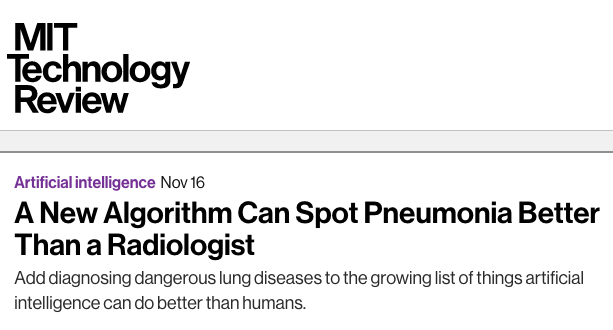 MIT
Technology
Review
Artificial intelligence Nov 16
A New Algorithm Can Spot Pneumonia Better
Than a Radiologist
Add diagnosing dangerous lung diseases to the growing list of things artificial
intelligence can do better than humans.